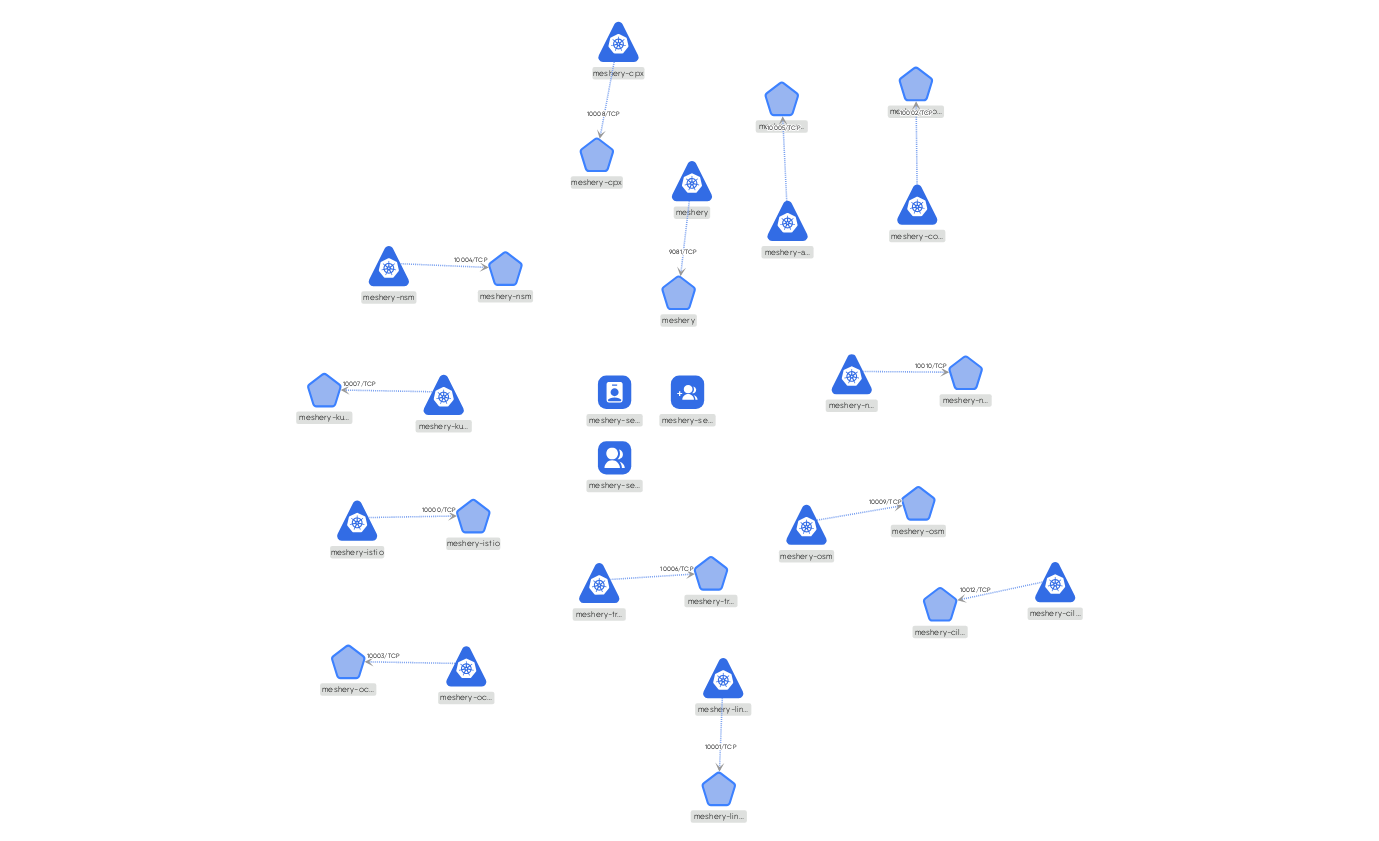 meshery-cpx
10008/TCP
meshery-cpx
10005/TCP
10002/TCP
meshery
meshery-co...
meshery-a...
9081/TCP
10004/TCP
meshery-nsm
meshery-nsm
meshery
10007/TCP
meshery-ku...
meshery-ku...
10010/TCP
meshery-n...
meshery-n...
meshery-se...
meshery-se...
meshery-se...
10000/TCP
meshery-istio
meshery-istio
10009/TCP
meshery-osm
meshery-osm
10006/TCP
meshery-tr...
meshery-tr...
10012/TCP
meshery-cil...
meshery-cil...
10003/TCP
meshery-oc...
meshery-oc...
meshery-lin...
10001/TCP
meshery-lin...